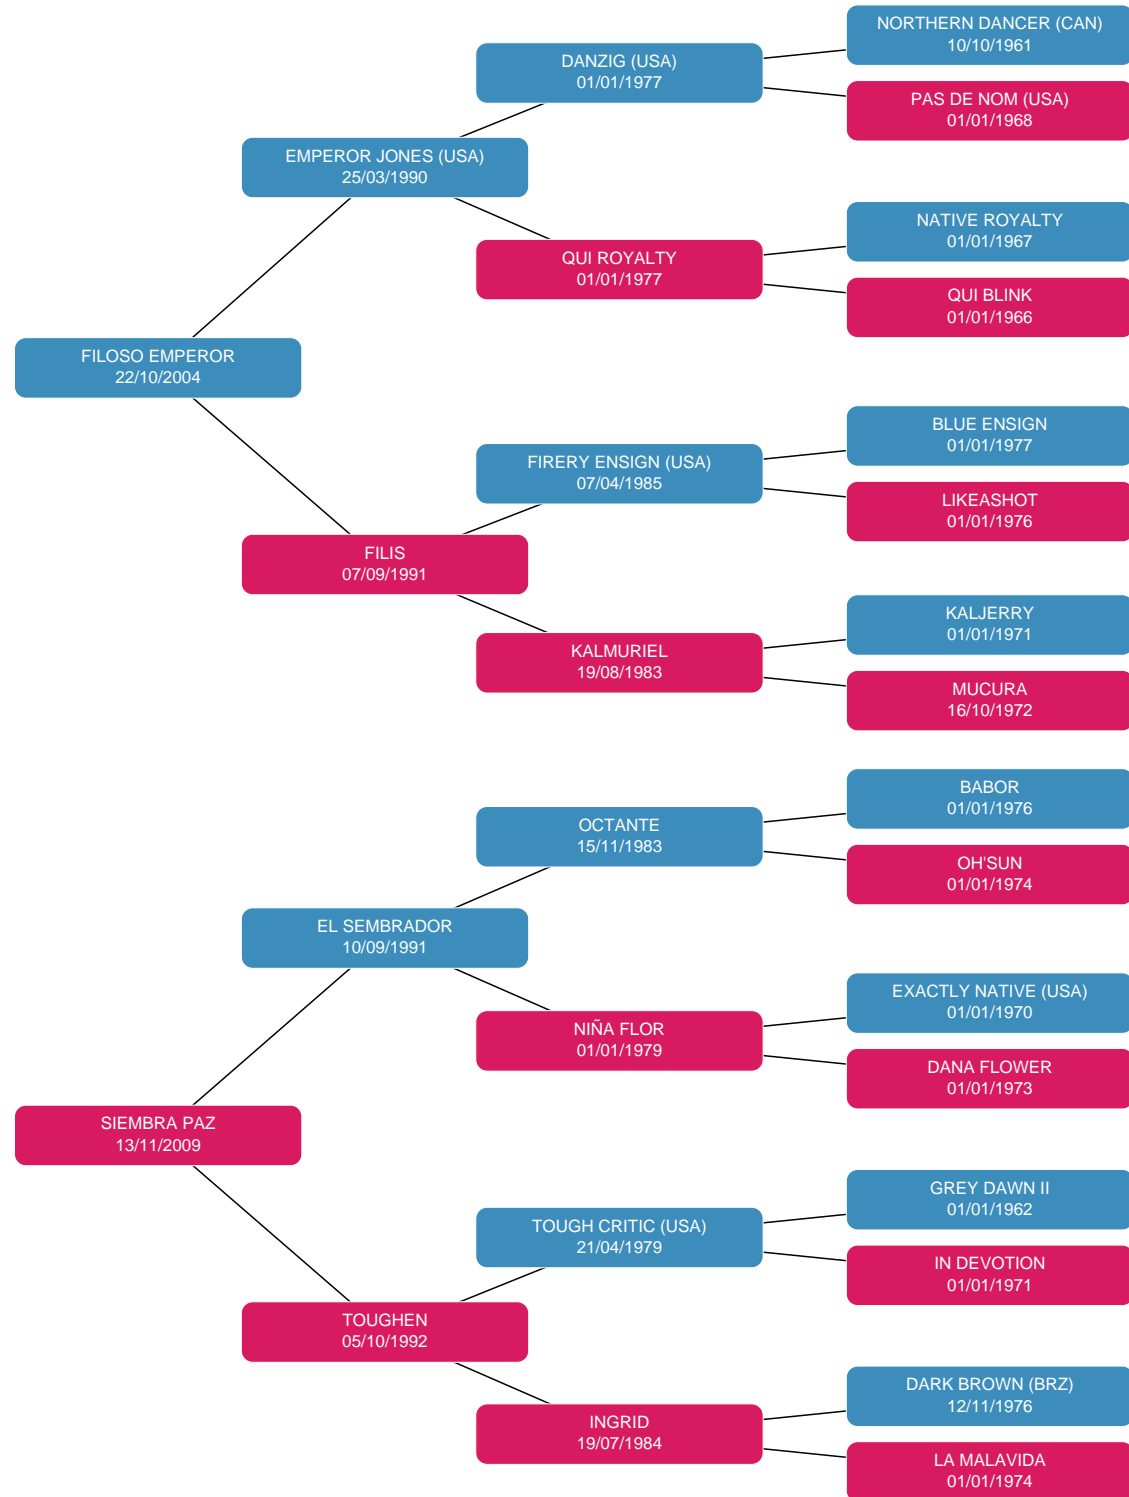 NORTHERN DANCER (CAN)
10/10/1961
DANZIG (USA)
01/01/1977
PAS DE NOM (USA)
01/01/1968
EMPEROR JONES (USA)
25/03/1990
NATIVE ROYALTY
01/01/1967
QUI ROYALTY
01/01/1977
QUI BLINK
01/01/1966
FILOSO EMPEROR
22/10/2004
BLUE ENSIGN
01/01/1977
FIRERY ENSIGN (USA)
07/04/1985
LIKEASHOT
01/01/1976
FILIS
07/09/1991
KALJERRY
01/01/1971
KALMURIEL
19/08/1983
MUCURA
16/10/1972
BABOR
01/01/1976
OCTANTE
15/11/1983
OH'SUN
01/01/1974
EL SEMBRADOR
10/09/1991
EXACTLY NATIVE (USA)
01/01/1970
NIÑA FLOR
01/01/1979
DANA FLOWER
01/01/1973
SIEMBRA PAZ
13/11/2009
GREY DAWN II
01/01/1962
TOUGH CRITIC (USA)
21/04/1979
IN DEVOTION
01/01/1971
TOUGHEN
05/10/1992
DARK BROWN (BRZ)
12/11/1976
INGRID
19/07/1984
LA MALAVIDA
01/01/1974